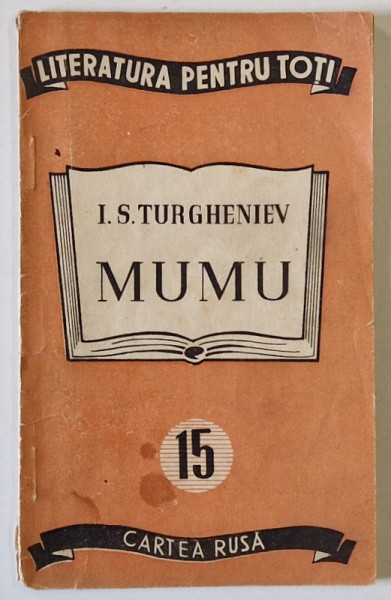 LITERATURA PENTRU TOȚI
I. S. TURGHENIEV
MUMU
15
CARTEA RUSĂ